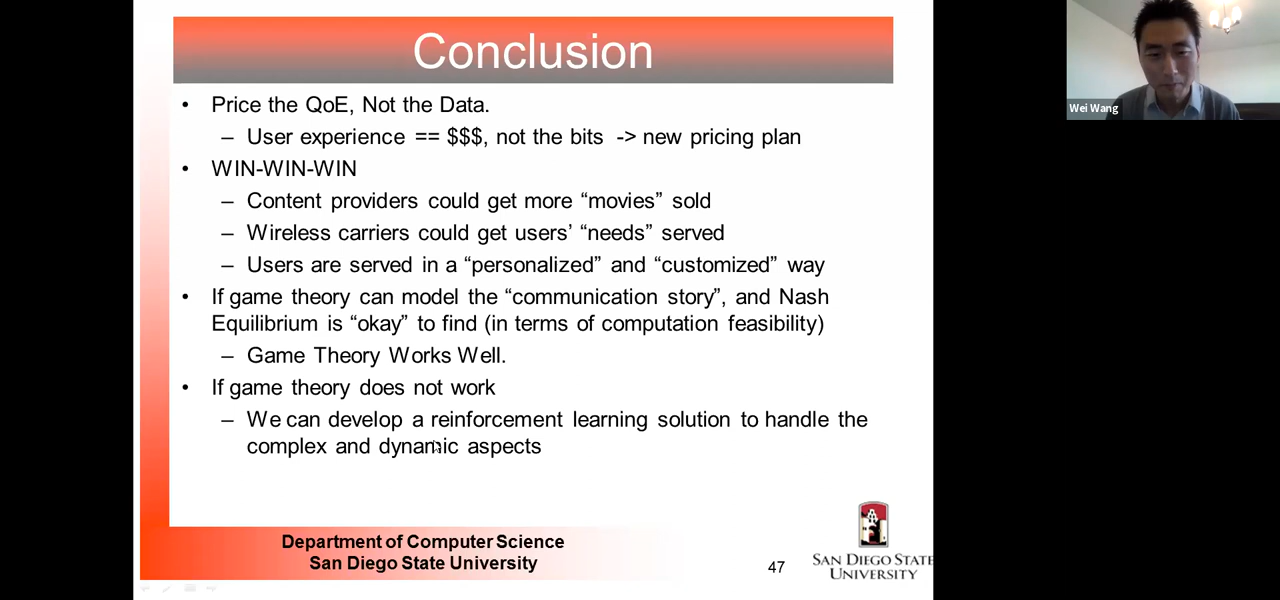 Conclusion
• Price the QoE, Not the Data.
– User experience == $$$, not the bits -> new pricing plan
• WIN-WIN-WIN
– Content providers could get more “movies” sold
– Wireless carriers could get users’ “needs” served
– Users are served in a “personalized” and “customized” way
• If game theory can model the “communication story”, and Nash
Equilibrium is “okay” to find (in terms of computation feasibility)
– Game Theory Works Well.
• If game theory does not work
– We can develop a reinforcement learning solution to handle the
complex and dynamic aspects
Department of Computer Science
San Diego State University
47
SAN DIEGO STATE
UNIVERSITY
Wei Wang